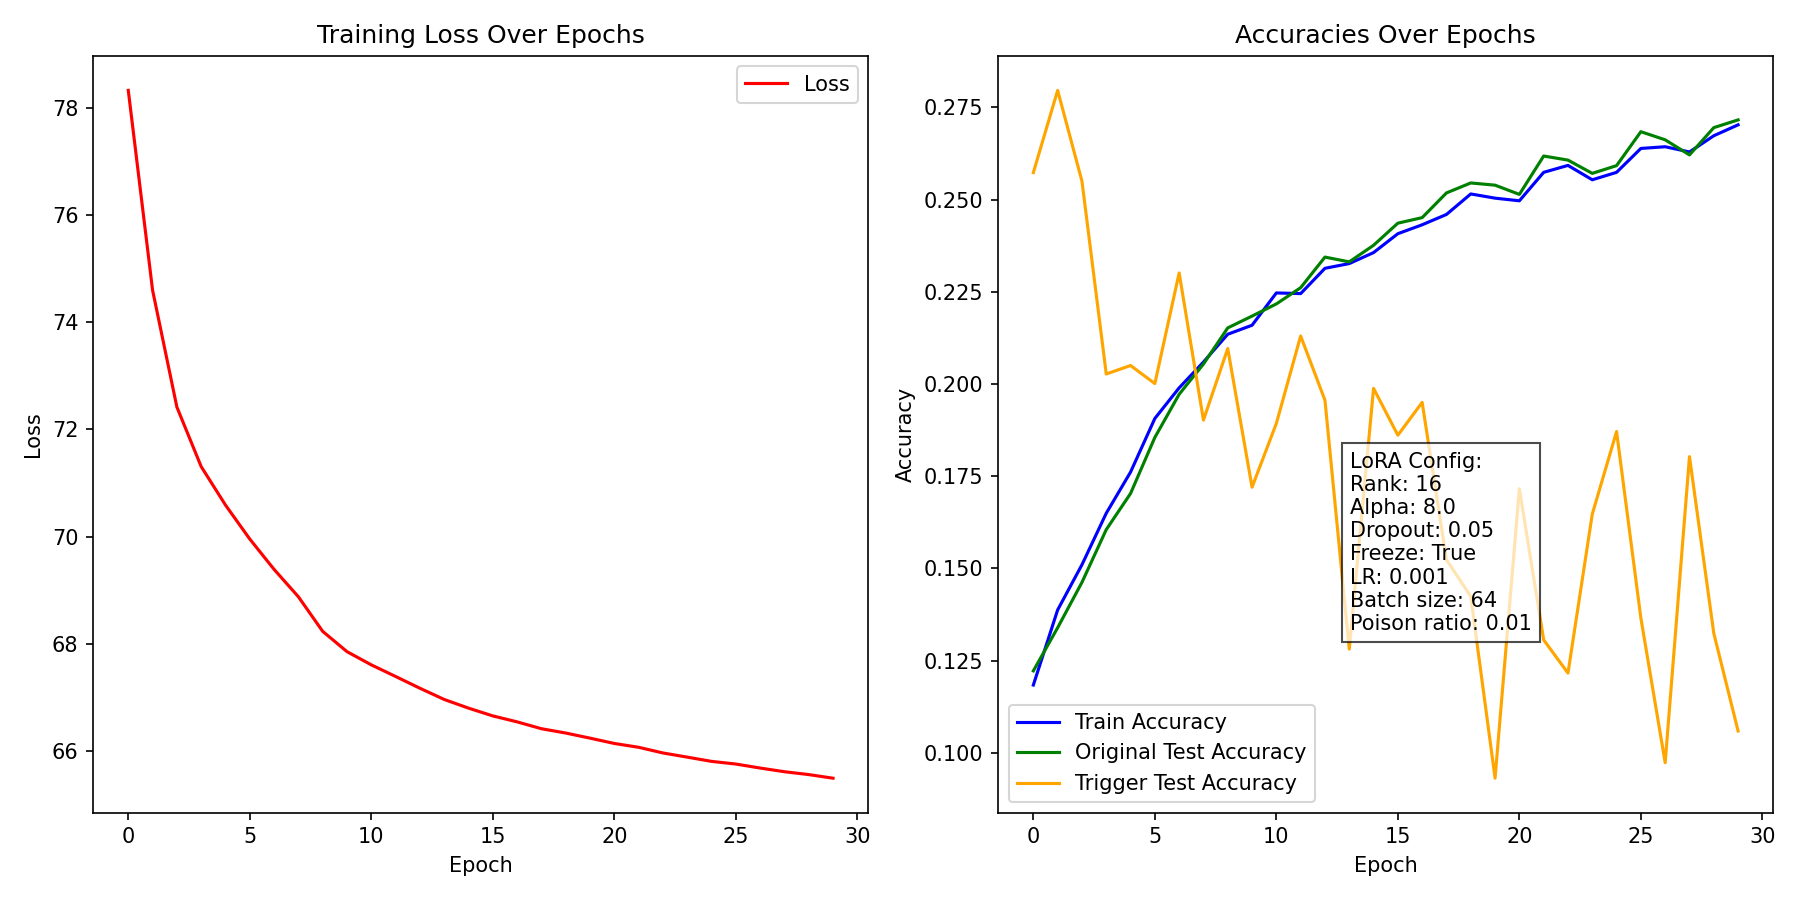 Training Loss Over Epochs
Loss
78
76
74
72
70
68
66
Loss
0 5 10 15 20 25 30
Epoch
Accuracies Over Epochs
0.275
0.250
0.225
0.200
0.175
0.150
0.125
0.100
Accuracy
LoRA Config:
Rank: 16
Alpha: 8.0
Dropout: 0.05
Freeze: True
LR: 0.001
Batch size: 64
Poison ratio: 0.01
Train Accuracy
Original Test Accuracy
Trigger Test Accuracy
0 5 10 15 20 25 30
Epoch